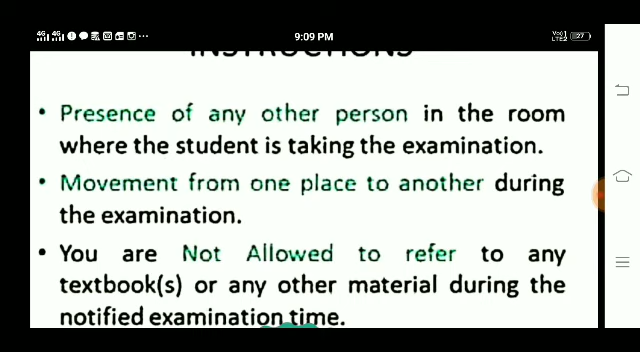 9:09 PM
27
INSTRUCTIONS
• Presence of any other person in the room
where the student is taking the examination.
• Movement from one place to another during
the examination.
• You are Not Allowed to refer to any
textbook(s) or any other material during the
notified examination time.